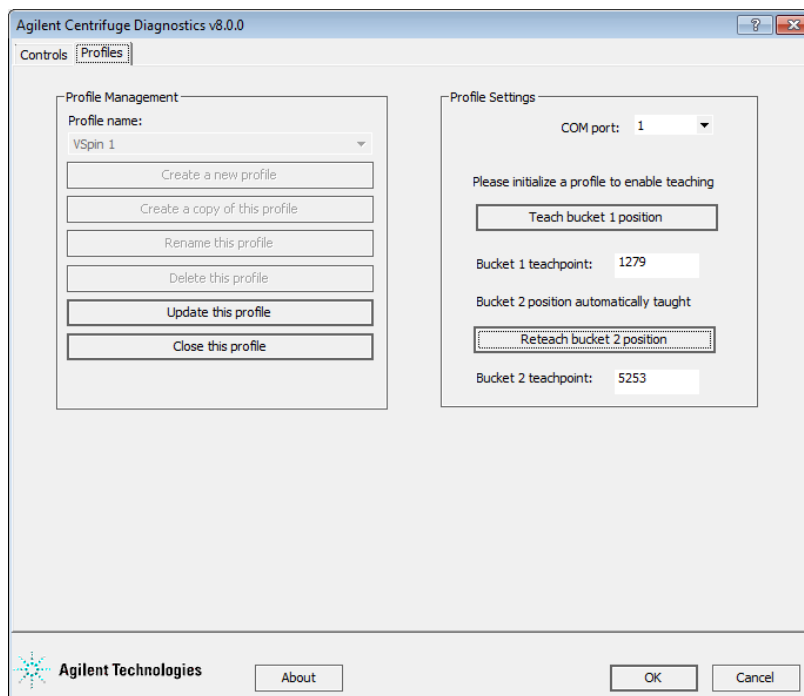 Agilent Centrifuge Diagnostics v8.0.0
Controls Profiles
Profile Management
Profile name:
VSpin 1
Create a new profile
Create a copy of this profile
Rename this profile
Delete this profile
Update this profile
Close this profile
Profile Settings
COM port: 1
Please initialize a profile to enable teaching
Teach bucket 1 position
Bucket 1 teachpoint: 1279
Bucket 2 position automatically taught
Reteach bucket 2 position
Bucket 2 teachpoint: 5253
Agilent Technologies About OK Cancel